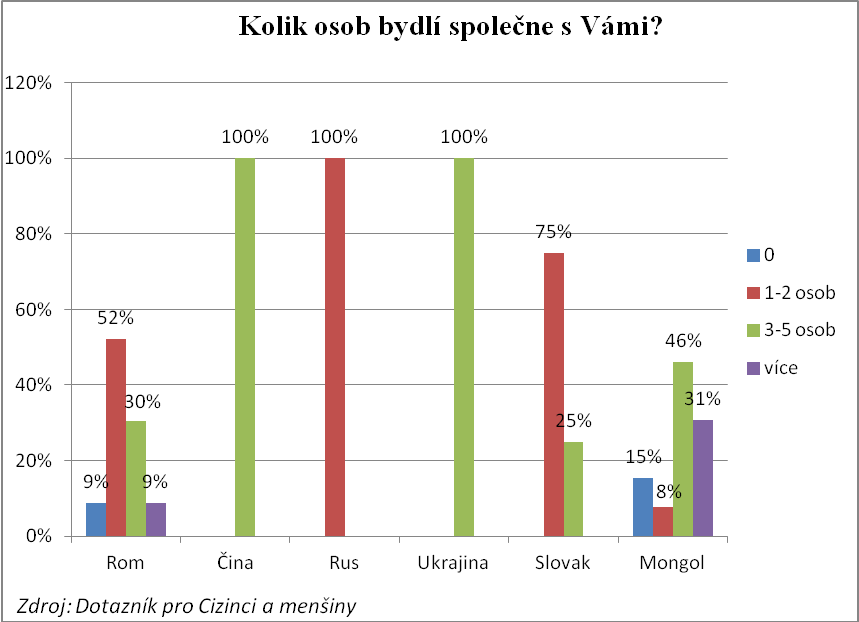 Kolik osob bydlí společne s Vámi?
120%
100%
80%
60%
40%
20%
0%
9%
52%
30%
9%
100%
100%
100%
75%
25%
15%
8%
46%
31%
Rom
Čina
Rus
Ukrajina
Slovak
Mongol
0
1-2 osob
3-5 osob
více
Zdroj: Dotazník pro Cizinci a menšiny